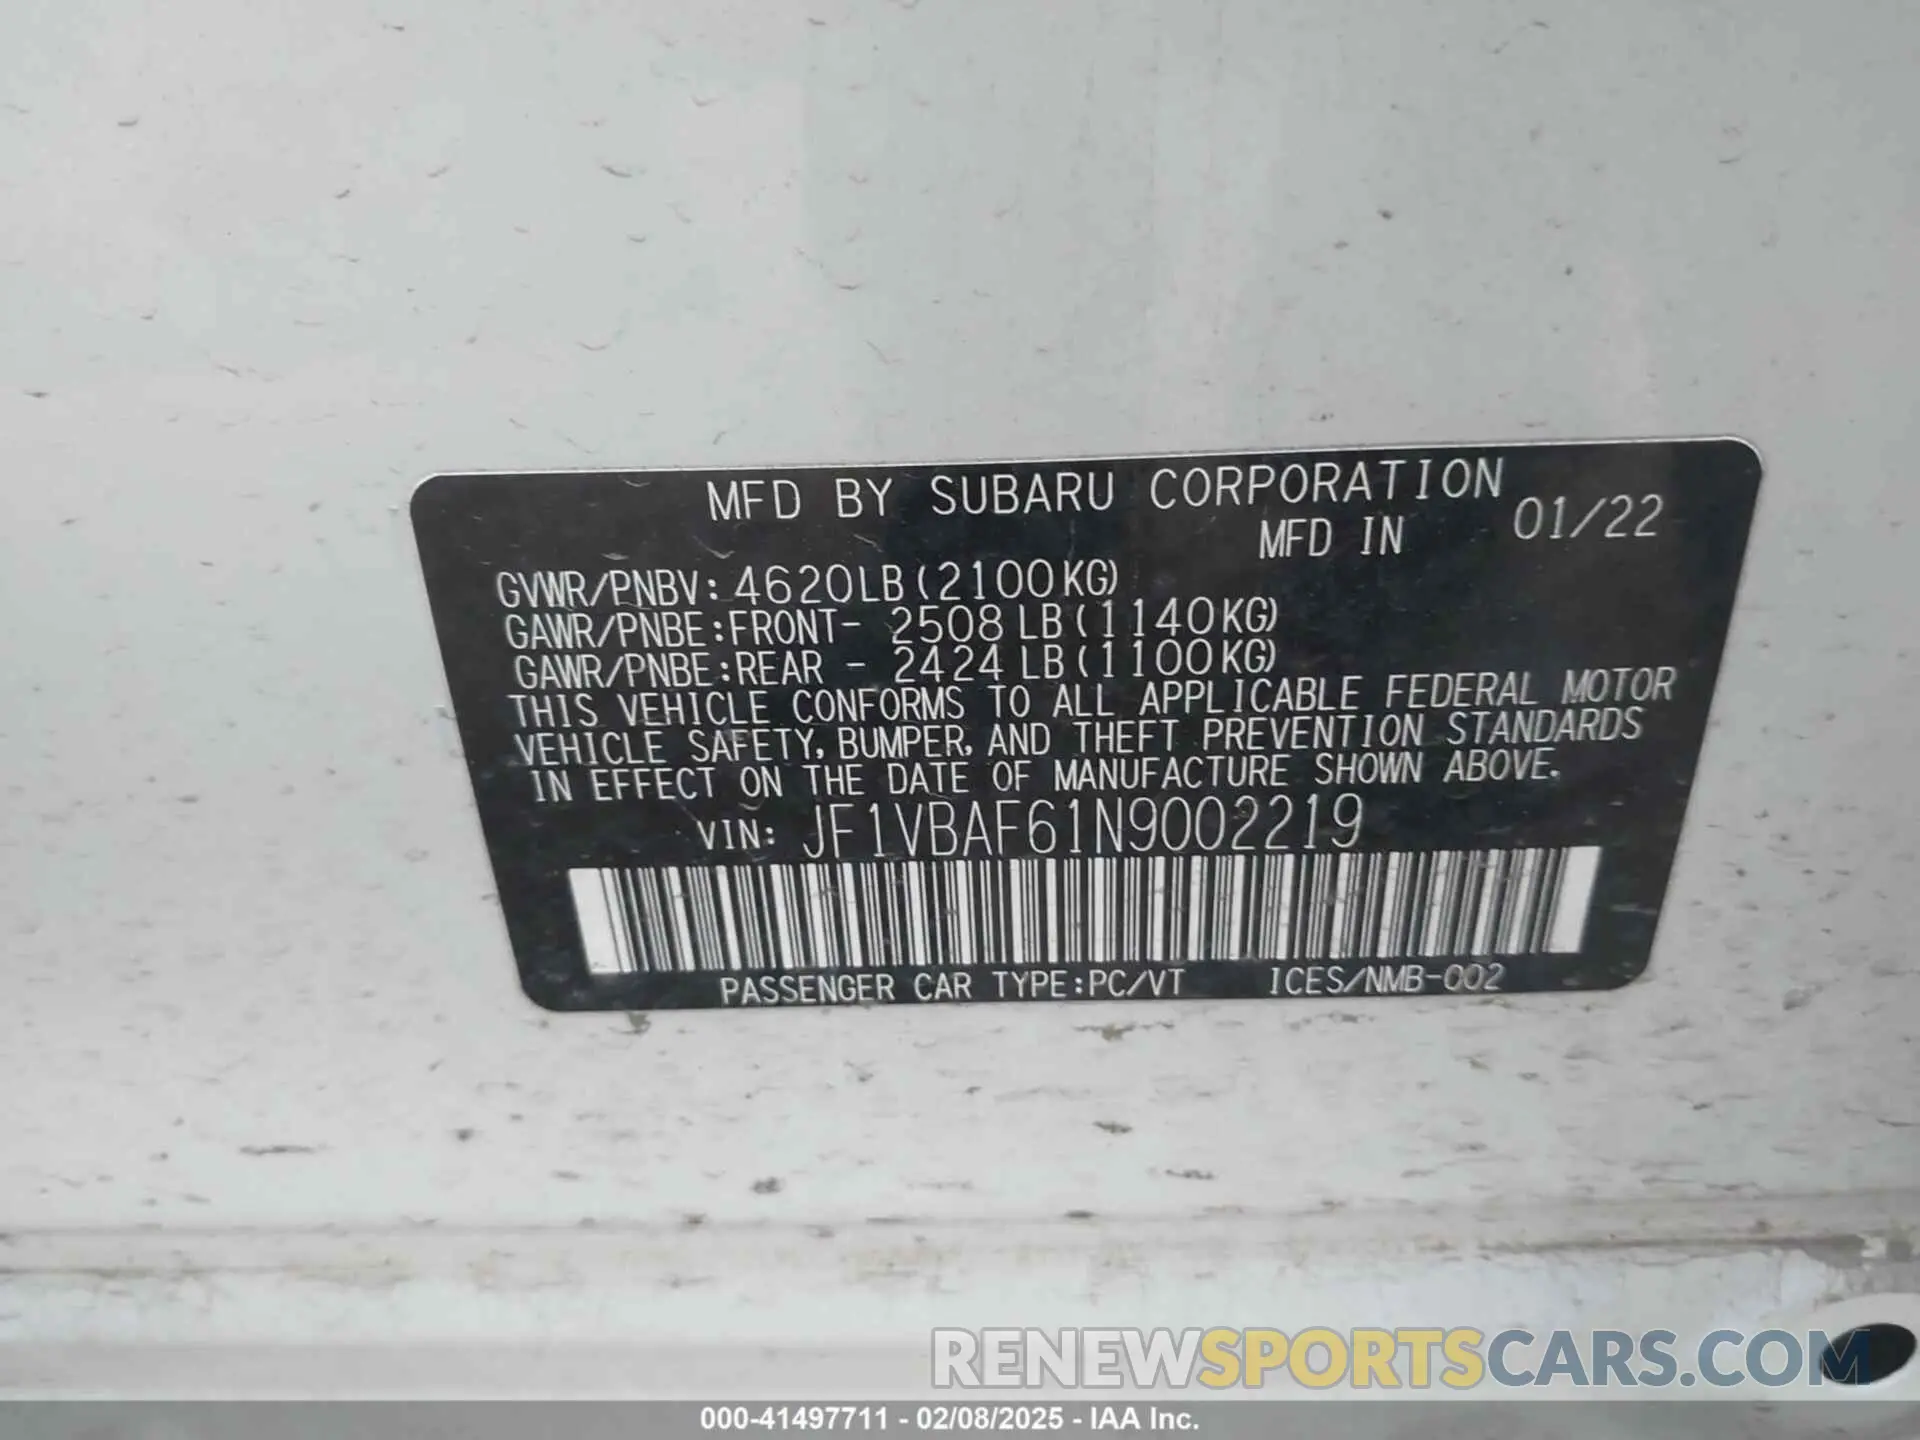 MFD BY SUBARU CORPORATION
MFD IN 01/22
GVWR/PNBV: 4620LB (2100KG)
GAWR/PNBE:FRONT- 2508 LB (1140KG)
GAWR/PNBE:REAR - 2424 LB (1100KG)
THIS VEHICLE CONFORMS TO ALL APPLICABLE FEDERAL MOTOR
VEHICLE SAFETY, BUMPER, AND THEFT PREVENTION STANDARDS
IN EFFECT ON THE DATE OF MANUFACTURE SHOWN ABOVE.
VIN: JF1VBAF61N9002219
PASSENGER CAR TYPE:PC/VT ICES/NMB-002
RENEWSPORTSCARS.COM
000-41497711 - 02/08/2025 - IAA Inc.